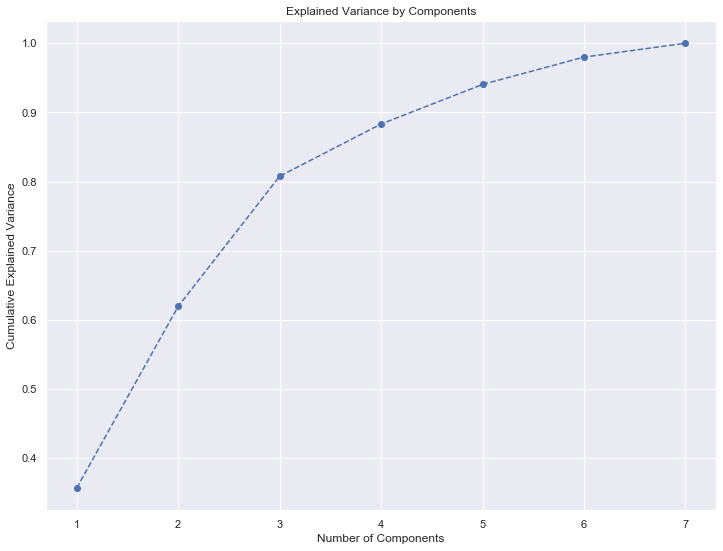 Explained Variance by Components
1.0
0.9
0.8
0.7
0.6
0.5
0.4
Cumulative Explained Variance
1 2 3 4 5 6 7
Number of Components